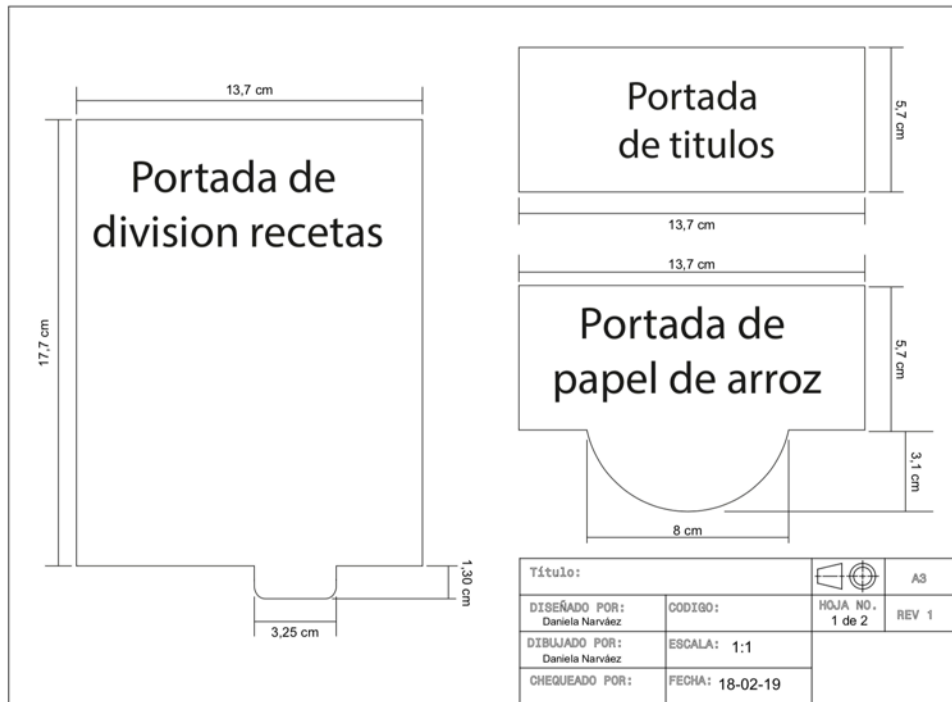 13,7 cm
Portada de
division recetas
17,7 cm
1,30 cm
3,25 cm
Portada
de titulos
5,7 cm
13,7 cm
13,7 cm
Portada de
papel de arroz
5,7 cm
3,1 cm
8 cm
Título:
A3
DISEÑADO POR:
Daniela Narváez
CODIGO:
HOJA NO.
1 de 2
REV 1
DIBUJADO POR:
Daniela Narváez
ESCALA: 1:1
CHEQUEADO POR:
FECHA: 18-02-19